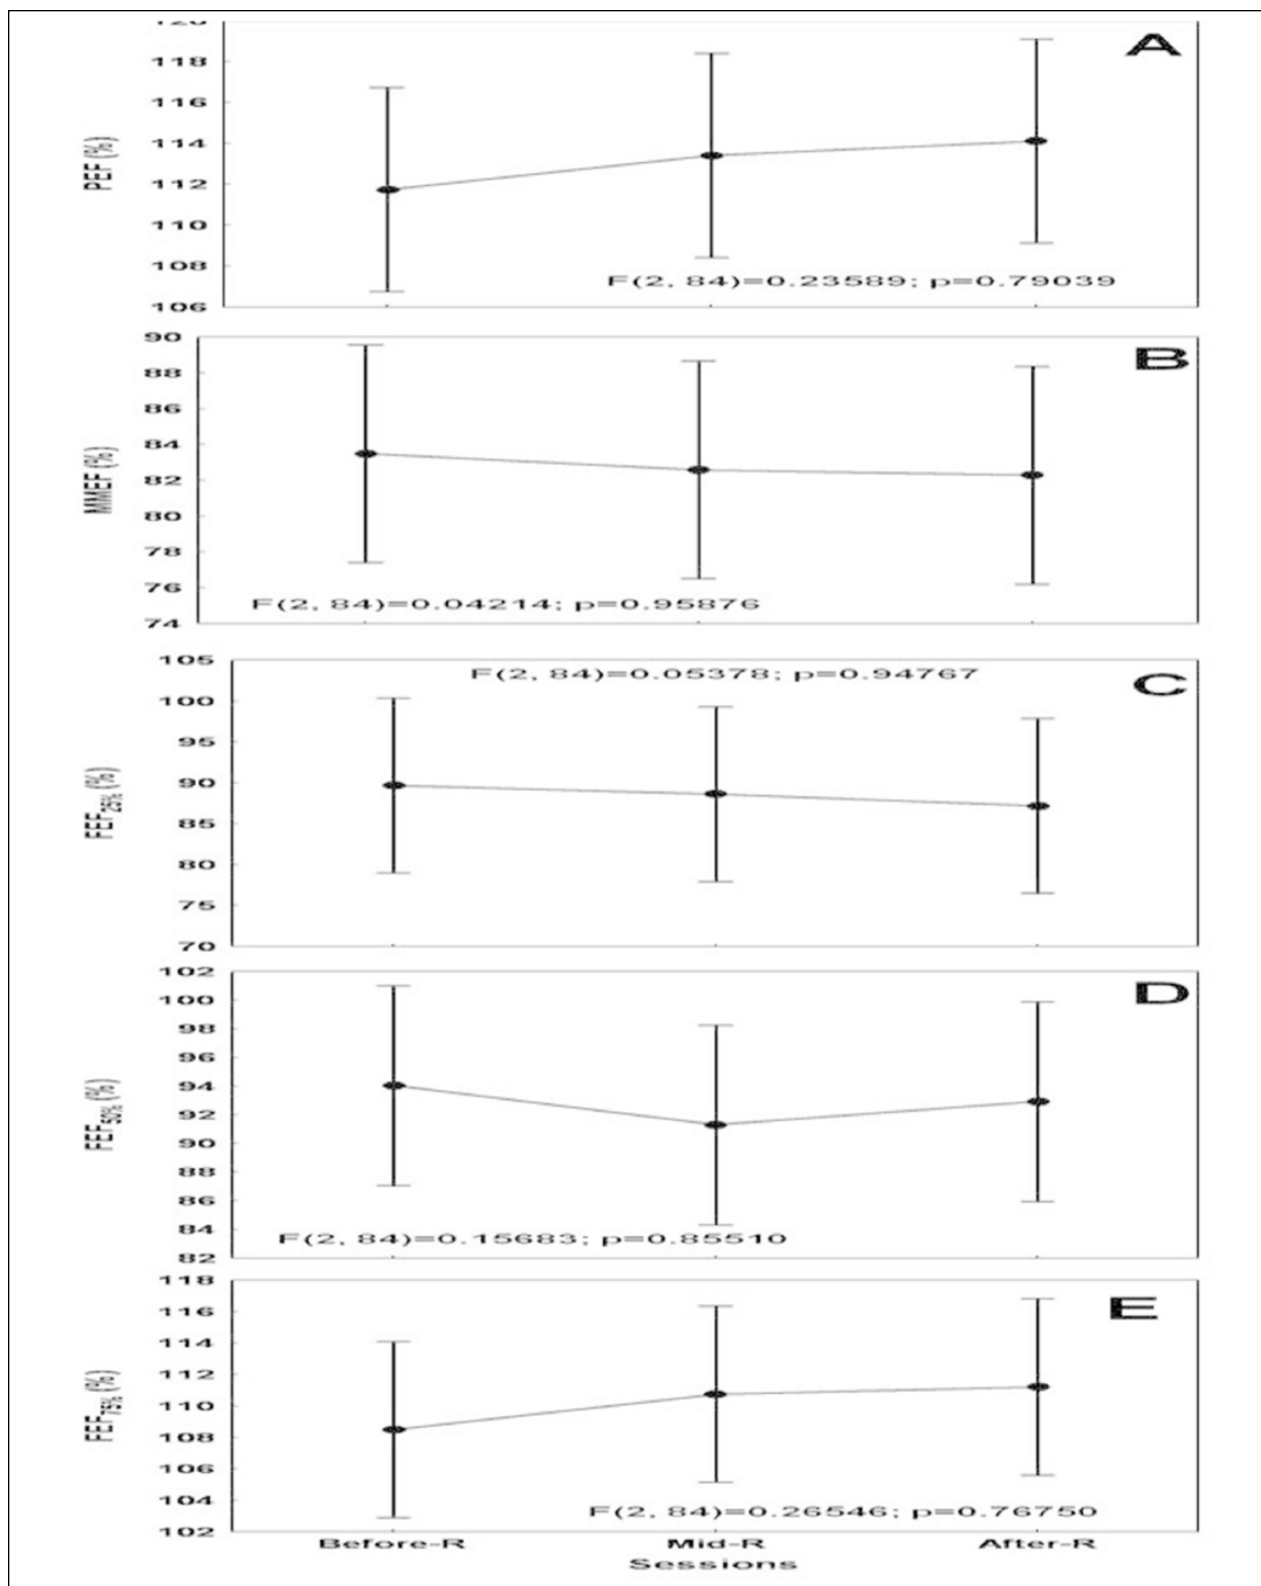 120
A
118
116
114
112
110
108
106
PEF (%)
F(2, 84)=0.23589; p=0.79039
90
B
88
86
84
82
80
78
76
74
MMEF (%)
F(2, 84)=0.04214; p=0.95876
105
F(2, 84)=0.05378; p=0.94767
C
100
95
90
85
80
75
70
FEF25% (%)
102
D
100
98
96
94
92
90
88
86
84
82
FEF50% (%)
F(2, 84)=0.15683; p=0.85510
118
E
116
114
112
110
108
106
104
102
FEF75% (%)
F(2, 84)=0.26546; p=0.76750
Before-R Mid-R After-R
Sessions